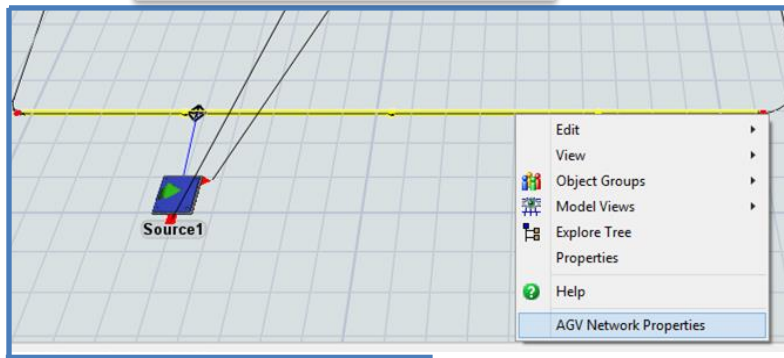 Edit
View
Object Groups
Model Views
Explore Tree
Source1
Properties
Help
AGV Network Properties